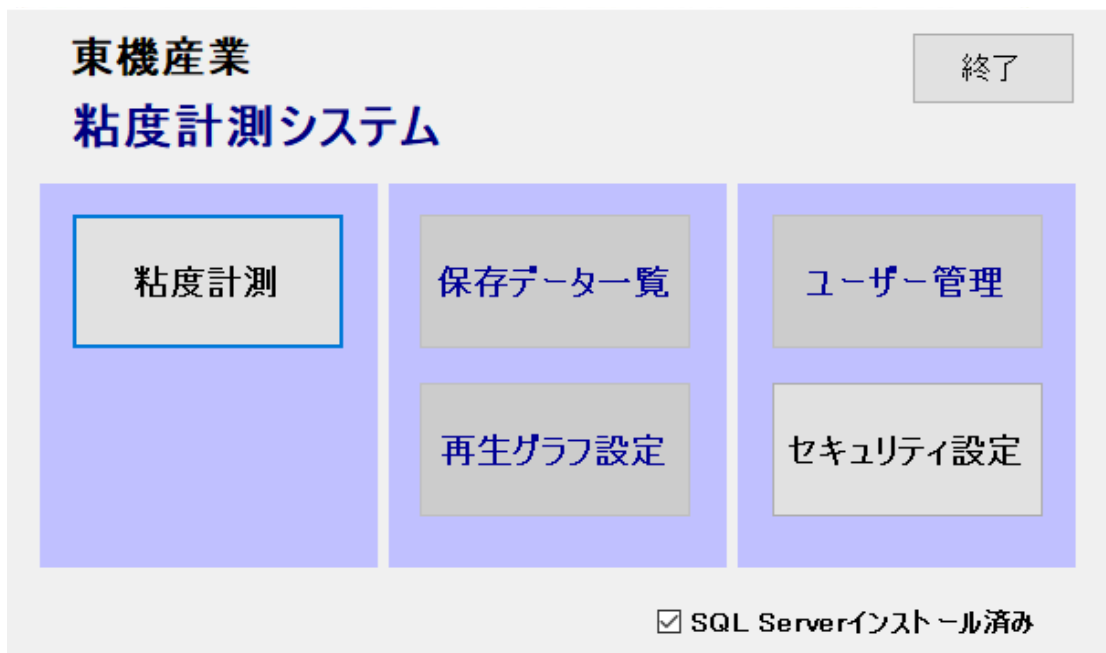 東機産業
終了
粘度計測システム
粘度計測
保存データ一覧
ユーザー管理
再生グラフ設定
セキュリティ設定
SQL Serverインストール済み